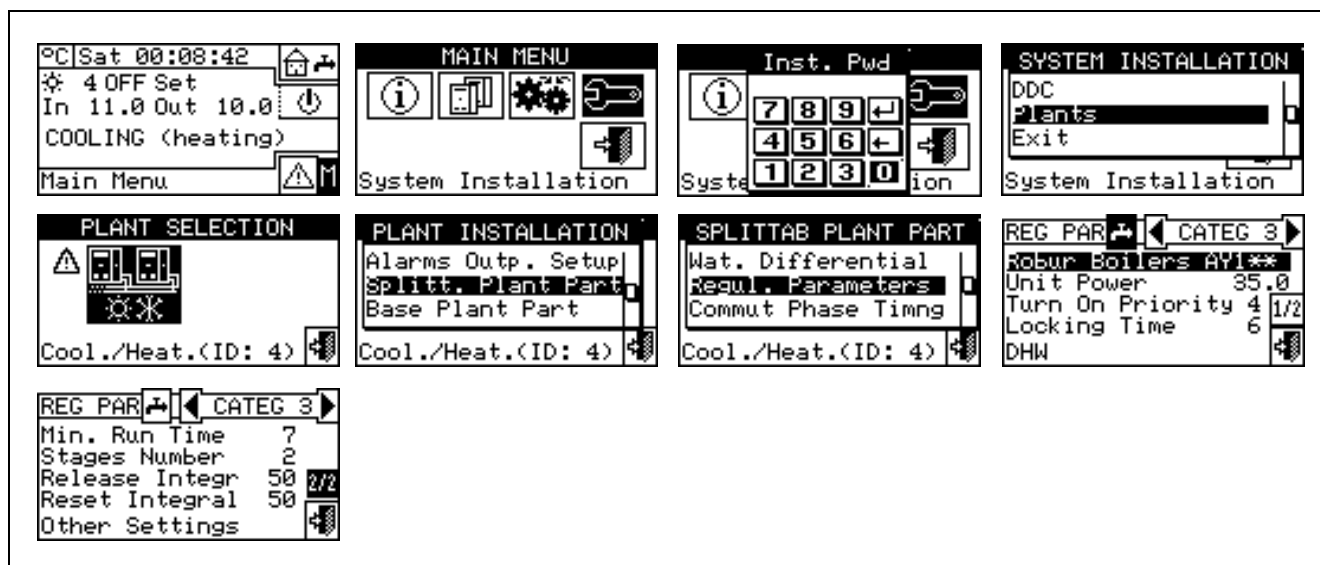 °C Sat 00:08:42
4 OFF Set
In 11.0 Out 10.0
COOLING (heating)
Main Menu M
MAIN MENU
System Installation
Inst. Pwd
7 8 9
4 5 6
1 2 3 0
Syste ion
SYSTEM INSTALLATION
DDC
Plants
Exit
System Installation
PLANT SELECTION
Cool./Heat.(ID: 4)
PLANT INSTALLATION
Alarms Outp. Setup
Splitt. Plant Part
Base Plant Part
Cool./Heat.(ID: 4)
SPLITTAB PLANT PART
Wat. Differential
Regul. Parameters
Commut Phase Timng
Cool./Heat.(ID: 4)
REG PAR CATEG 3
Robur Boilers AY1**
Unit Power 35.0
Turn On Priority 4 1/2
Locking Time 6
DHW
REG PAR CATEG 3
Min. Run Time 7
Stages Number 2
Release Integr 50 2/2
Reset Integral 50
Other Settings